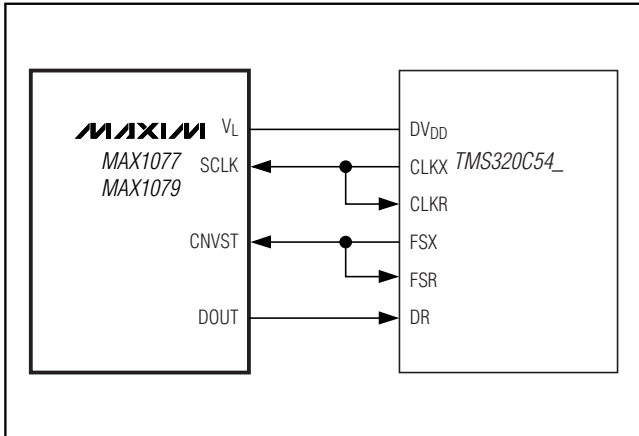 MAXIM VL DVDD
MAX1077 SCLK CLKX TMS320C54_
MAX1079
CLKR
CNVST FSX
FSR
DOUT DR